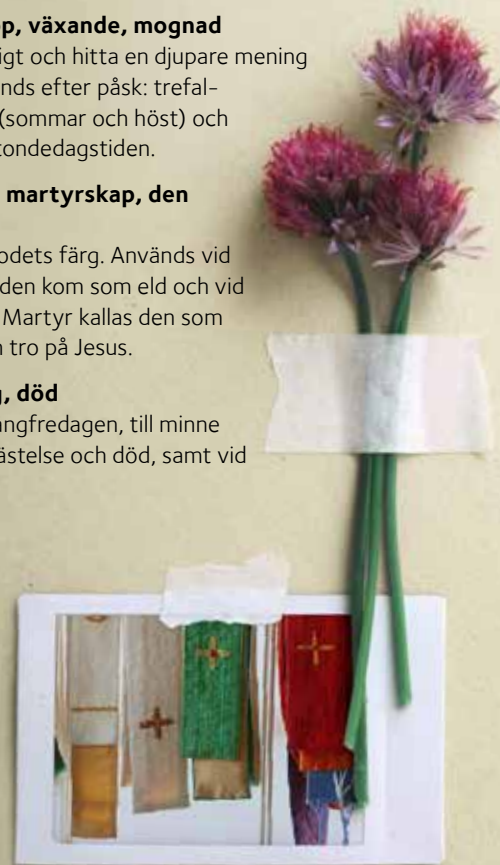 pp, växande, mognad
igt och hitta en djupare mening
nds efter påsk: trefal-
(sommar och höst) och
tondedagstiden.
martyrskap, den
odets färg. Används vid
den kom som eld och vid
Martyr kallas den som
tro på Jesus.
, död
ångfredagen, till minne
ästelse och död, samt vid